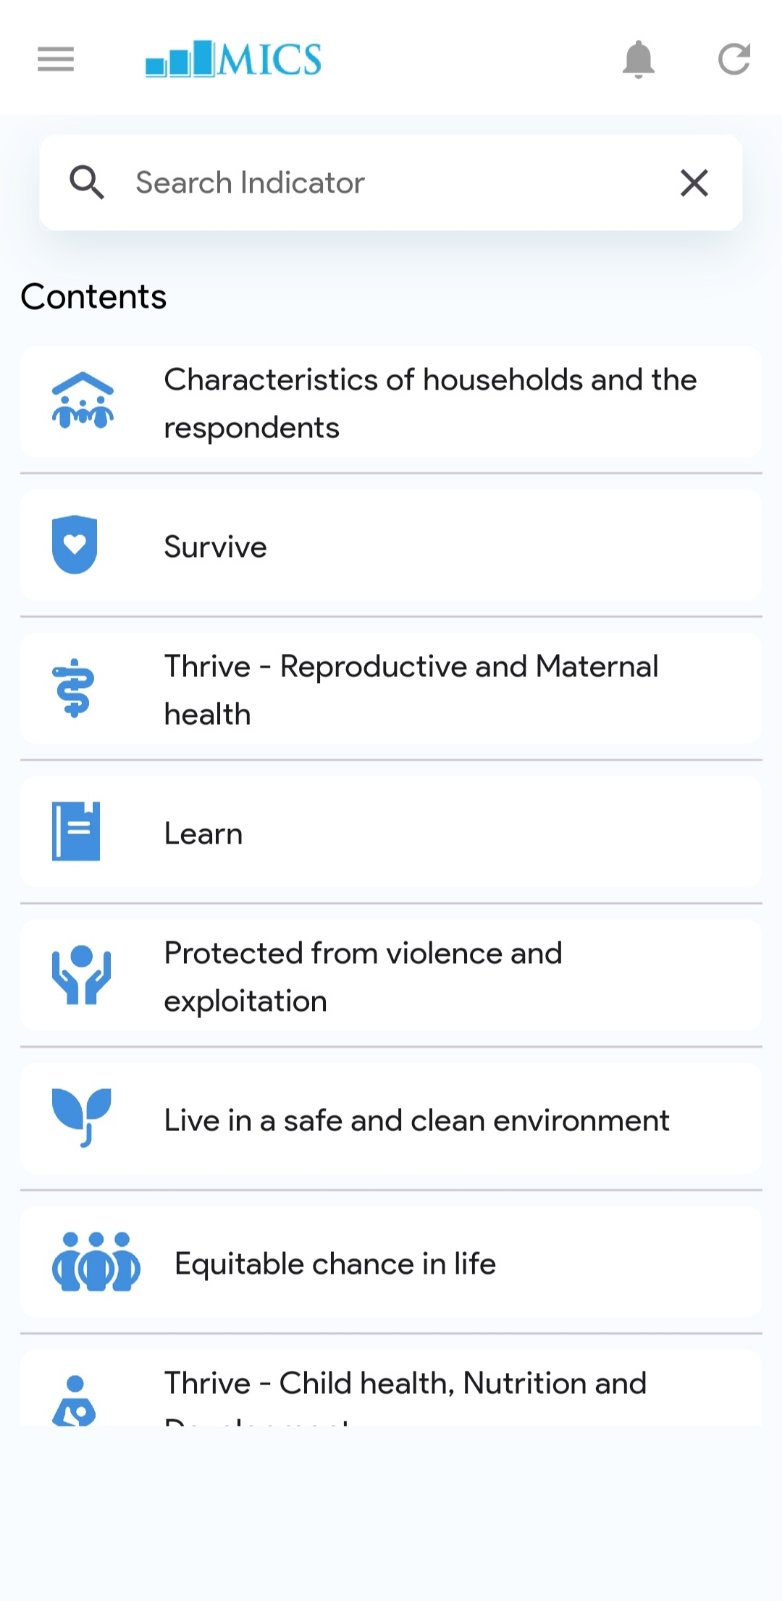 MICS
Search Indicator
Contents
Characteristics of households and the
respondents
Survive
Thrive - Reproductive and Maternal
health
Learn
Protected from violence and
exploitation
Live in a safe and clean environment
Equitable chance in life
Thrive - Child health, Nutrition and